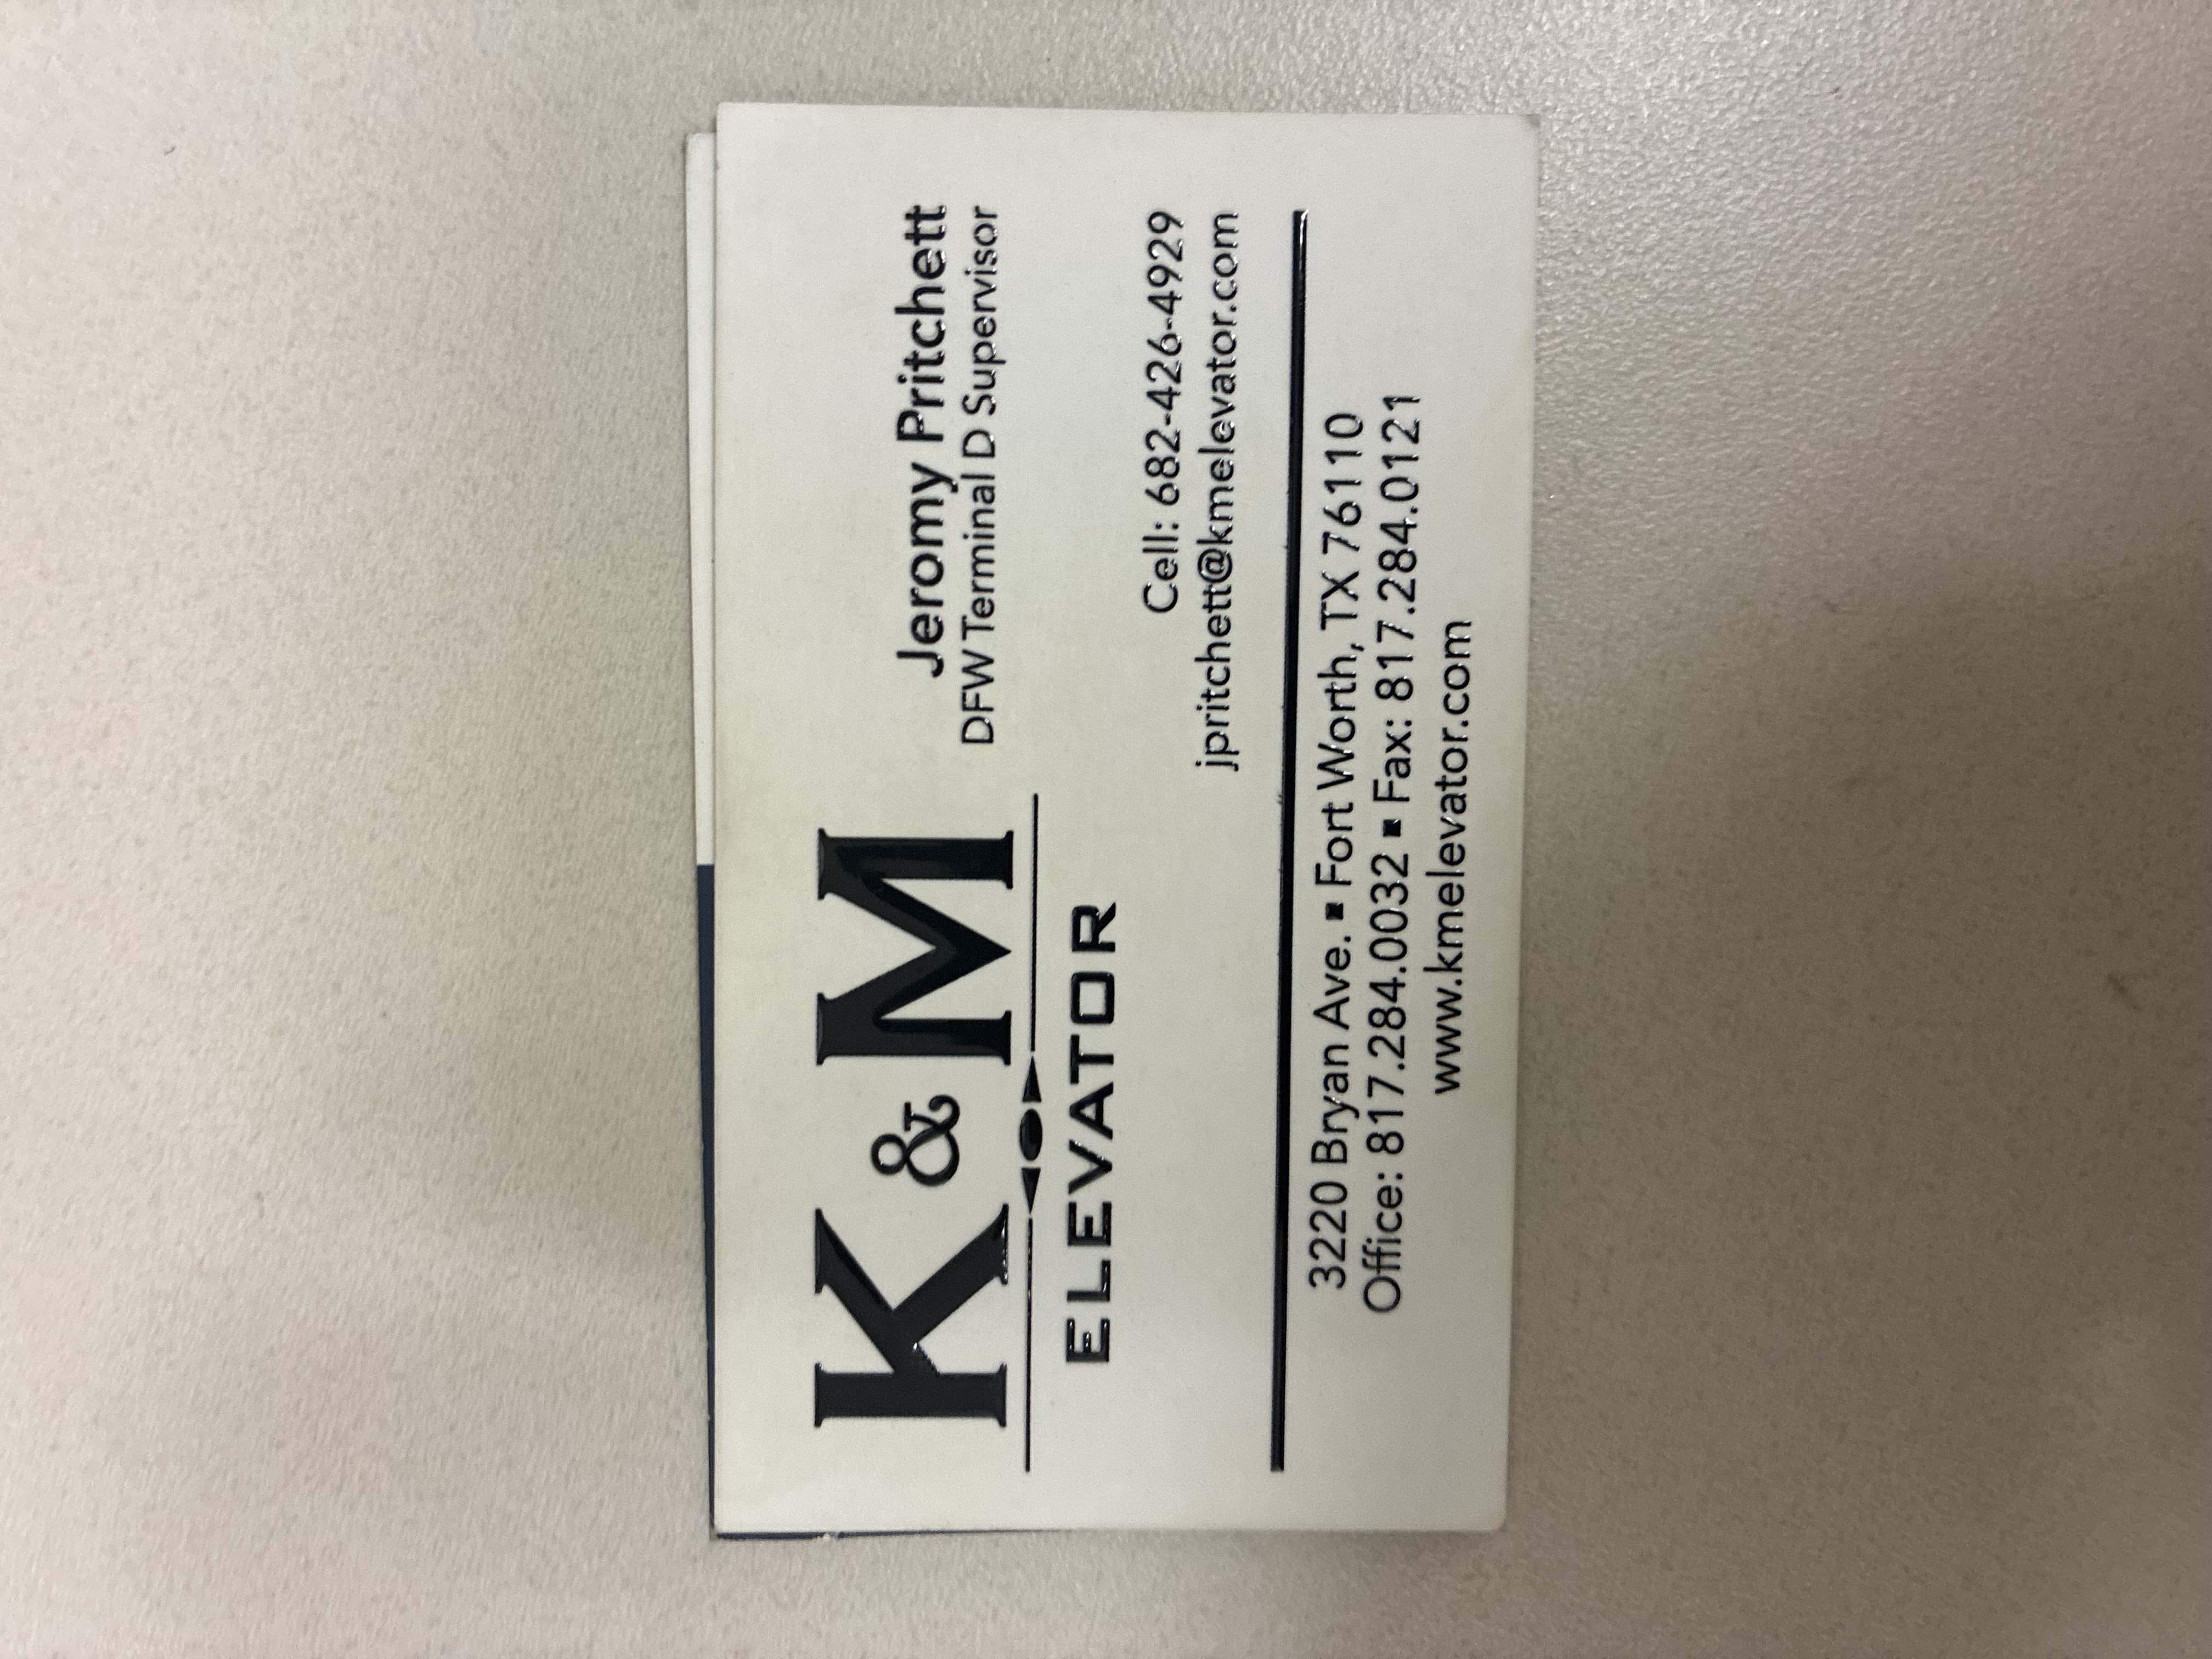 K & M
ELEVATOR
Jeromy Pritchett
DFW Terminal D Supervisor
Cell: 682-426-4929
jpritchett@kmelevator.com
3220 Bryan Ave. ▪ Fort Worth, TX 76110
Office: 817.284.0032 ▪ Fax: 817.284.0121
www.kmelevator.com